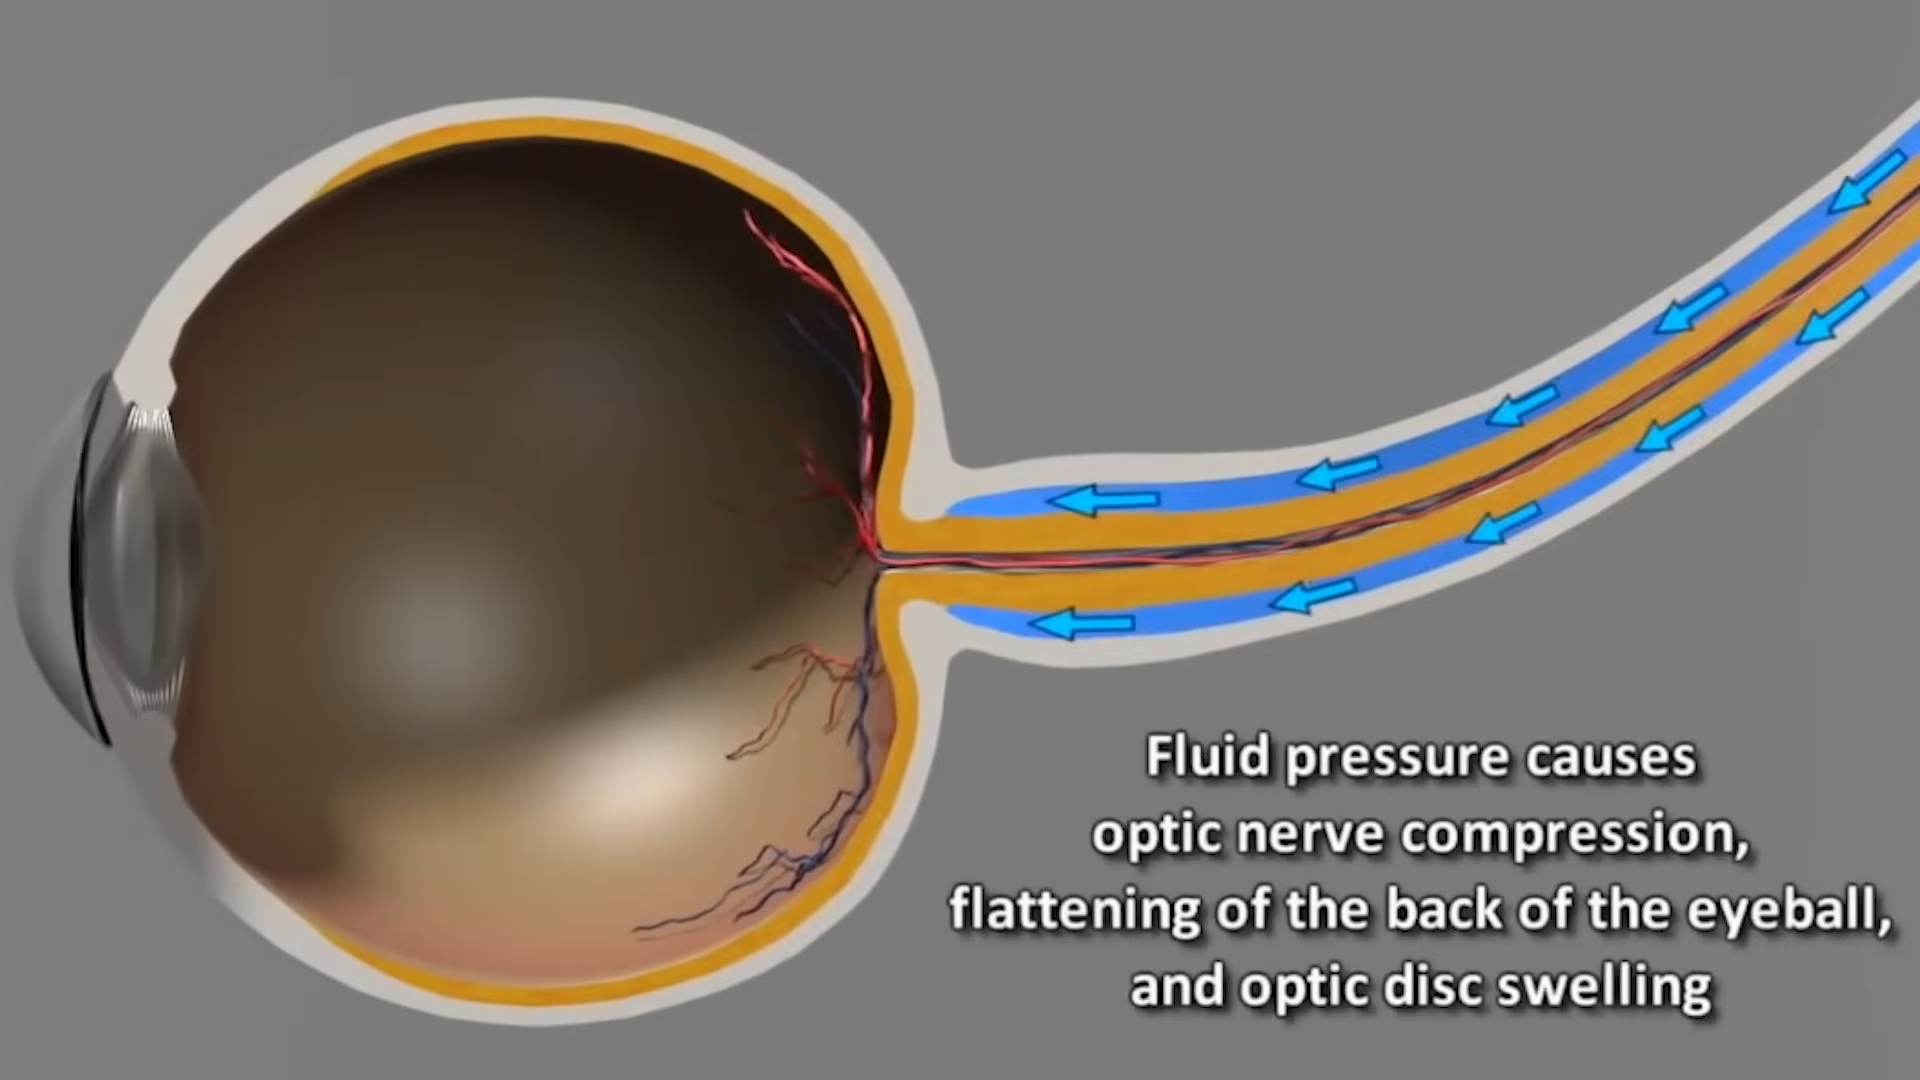 Fluid pressure causes
optic nerve compression,
flattening of the back of the eyeball,
and optic disc swelling